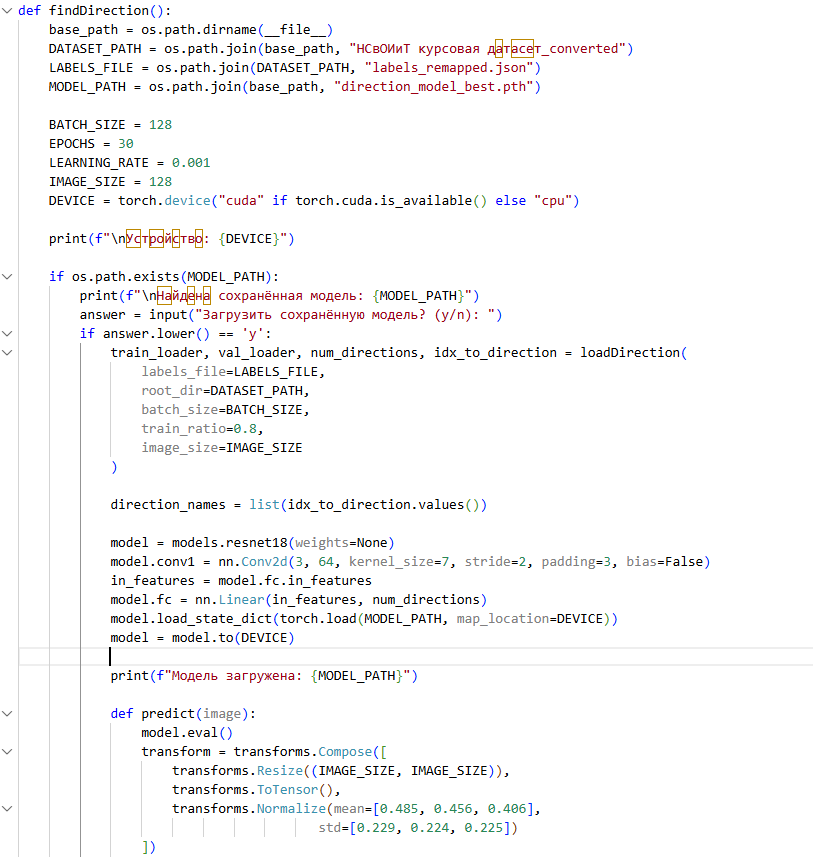 def findDirection():
    base_path = os.path.dirname(__file__)
    DATASET_PATH = os.path.join(base_path, "НСвОИиТ курсовая датасет_converted")
    LABELS_FILE = os.path.join(DATASET_PATH, "labels_remapped.json")
    MODEL_PATH = os.path.join(base_path, "direction_model_best.pth")

    BATCH_SIZE = 128
    EPOCHS = 30
    LEARNING_RATE = 0.001
    IMAGE_SIZE = 128
    DEVICE = torch.device("cuda" if torch.cuda.is_available() else "cpu")

    print(f"\nУстройство: {DEVICE}")

    if os.path.exists(MODEL_PATH):
        print(f"\nНайдена сохранённая модель: {MODEL_PATH}")
        answer = input("Загрузить сохранённую модель? (y/n): ")
        if answer.lower() == 'y':
            train_loader, val_loader, num_directions, idx_to_direction = loadDirection(
                labels_file=LABELS_FILE,
                root_dir=DATASET_PATH,
                batch_size=BATCH_SIZE,
                train_ratio=0.8,
                image_size=IMAGE_SIZE
            )

            direction_names = list(idx_to_direction.values())

            model = models.resnet18(weights=None)
            model.conv1 = nn.Conv2d(3, 64, kernel_size=7, stride=2, padding=3, bias=False)
            in_features = model.fc.in_features
            model.fc = nn.Linear(in_features, num_directions)
            model.load_state_dict(torch.load(MODEL_PATH, map_location=DEVICE))
            model = model.to(DEVICE)

            print(f"Модель загружена: {MODEL_PATH}")

            def predict(image):
                model.eval()
                transform = transforms.Compose([
                    transforms.Resize((IMAGE_SIZE, IMAGE_SIZE)),
                    transforms.ToTensor(),
                    transforms.Normalize(mean=[0.485, 0.456, 0.406],
                                       std=[0.229, 0.224, 0.225])
                ])